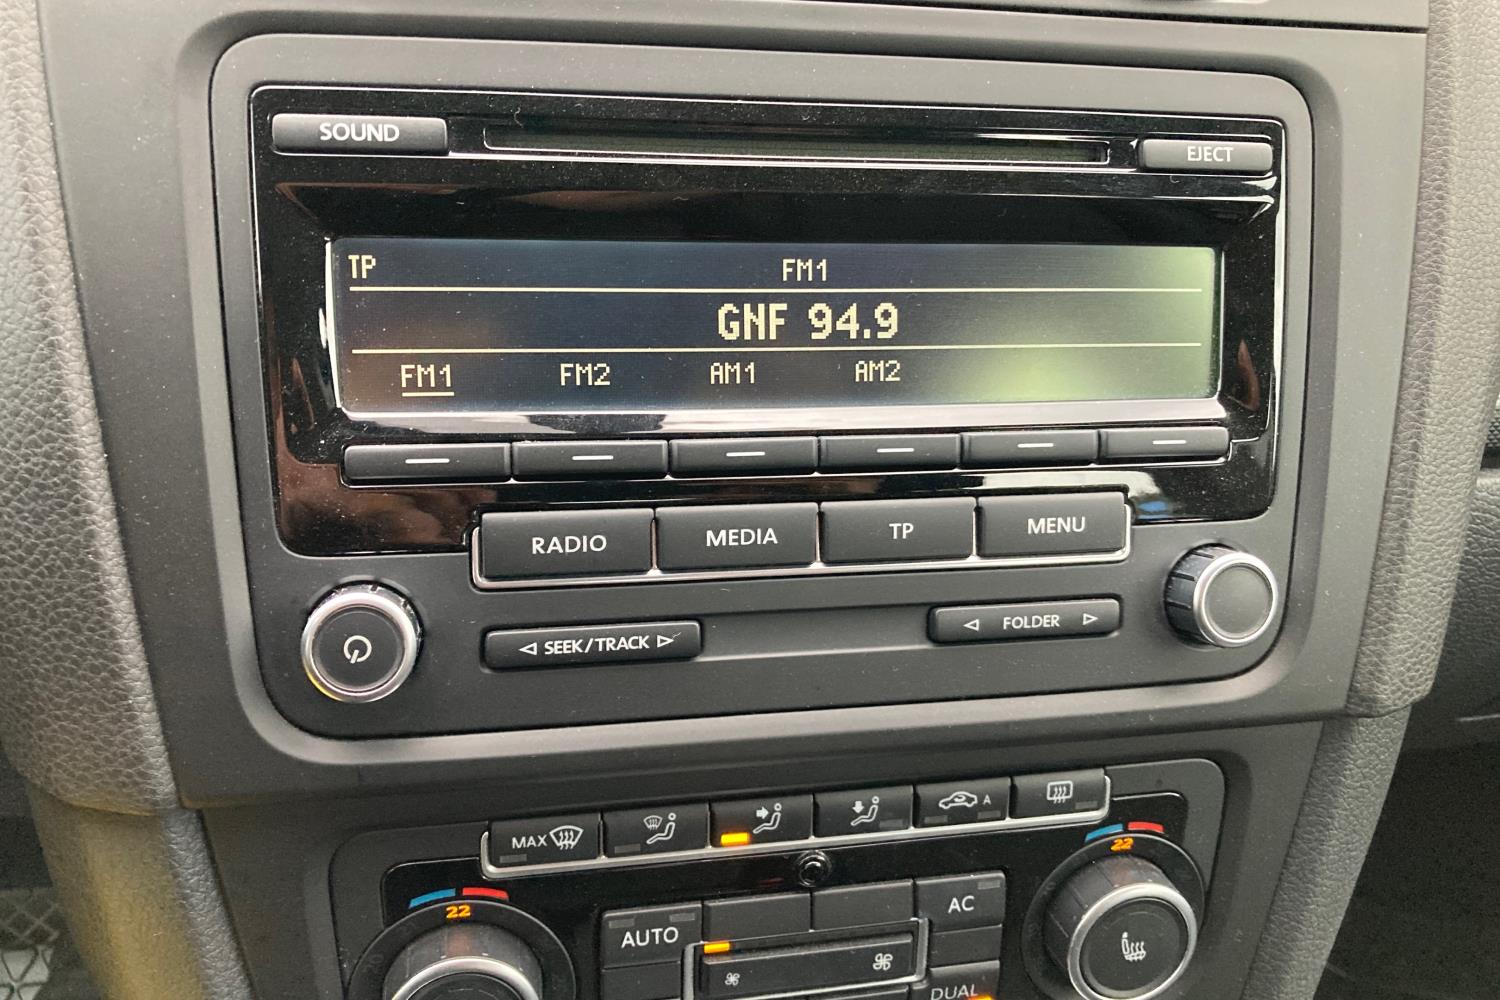 SOUND
EJECT
TP FM1
GNF 94.9
FM1 FM2 AM1 AM2
RADIO MEDIA TP MENU
SEEK/TRACK
FOLDER
MAX
A
22
22
AUTO
AC
DUAL